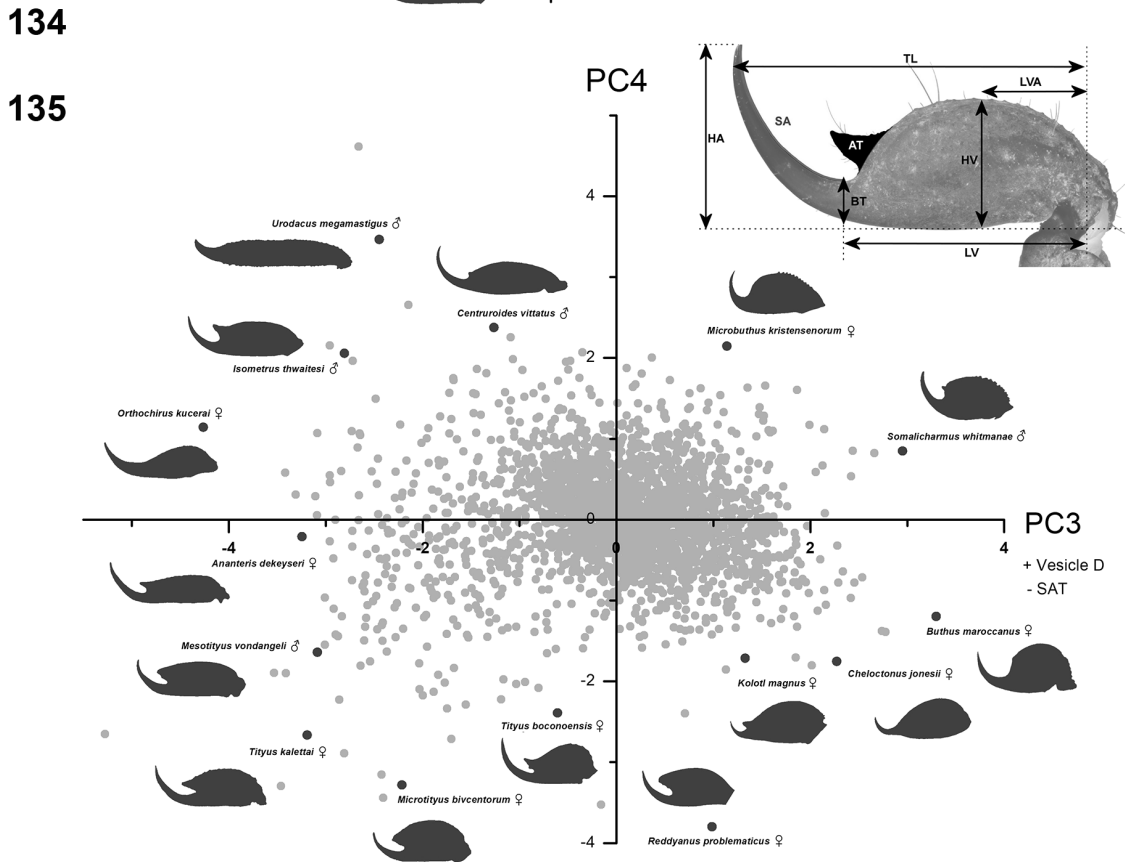 134
135
PC4
TL
LVA
SA
HA
AT
HV
BT
LV
4
Urodacus megamastigus ♂
Centruroides vittatus ♂
Microbuthus kristensenorum ♀
2
Isometrus thwaitesi ♂
Orthochirus kucerai ♀
Somalicharmus whitmanae ♂
0
PC3
-4
-2
0
2
4
+ Vesicle D
- SAT
Ananteris dekeyseri ♀
Buthus maroccanus ♀
Mesotityus vondangeli ♂
Cheloctonus jonesii ♀
Kolotl magnus ♀
-2
Tityus boconoensis ♀
Tityus kalettai ♀
Microtityus bivcentorum ♀
Reddyanus problematicus ♀
-4